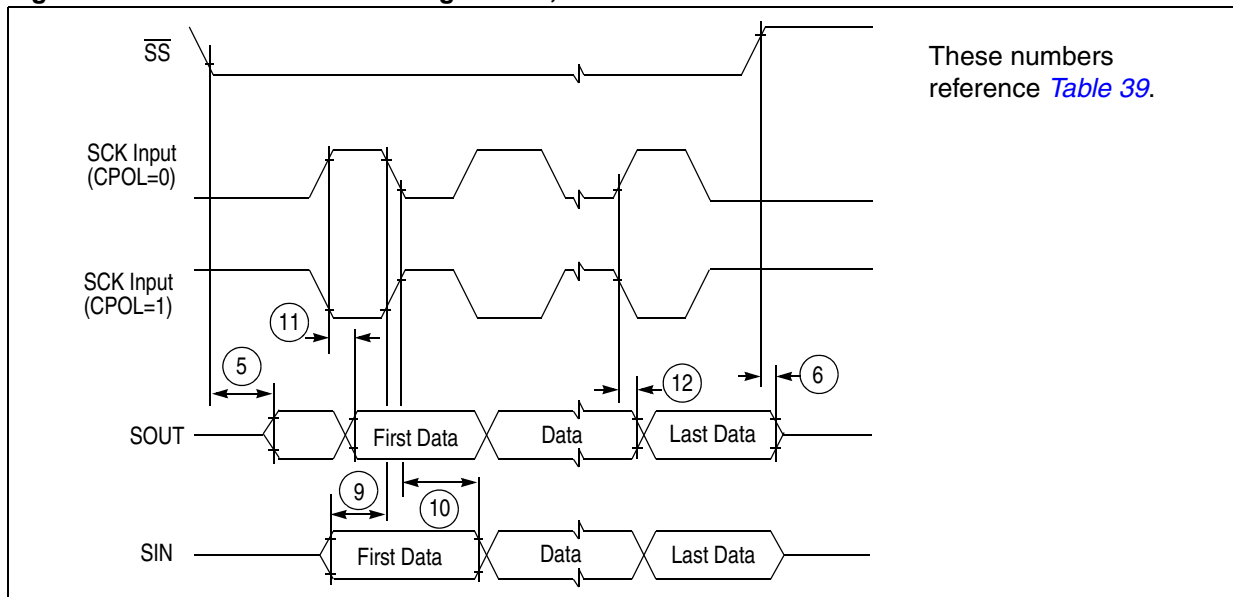 SS
These numbers
reference Table 39.
SCK Input
(CPOL=0)
SCK Input
(CPOL=1)
11
5
12
6
SOUT
First Data
Data
Last Data
9
10
SIN
First Data
Data
Last Data